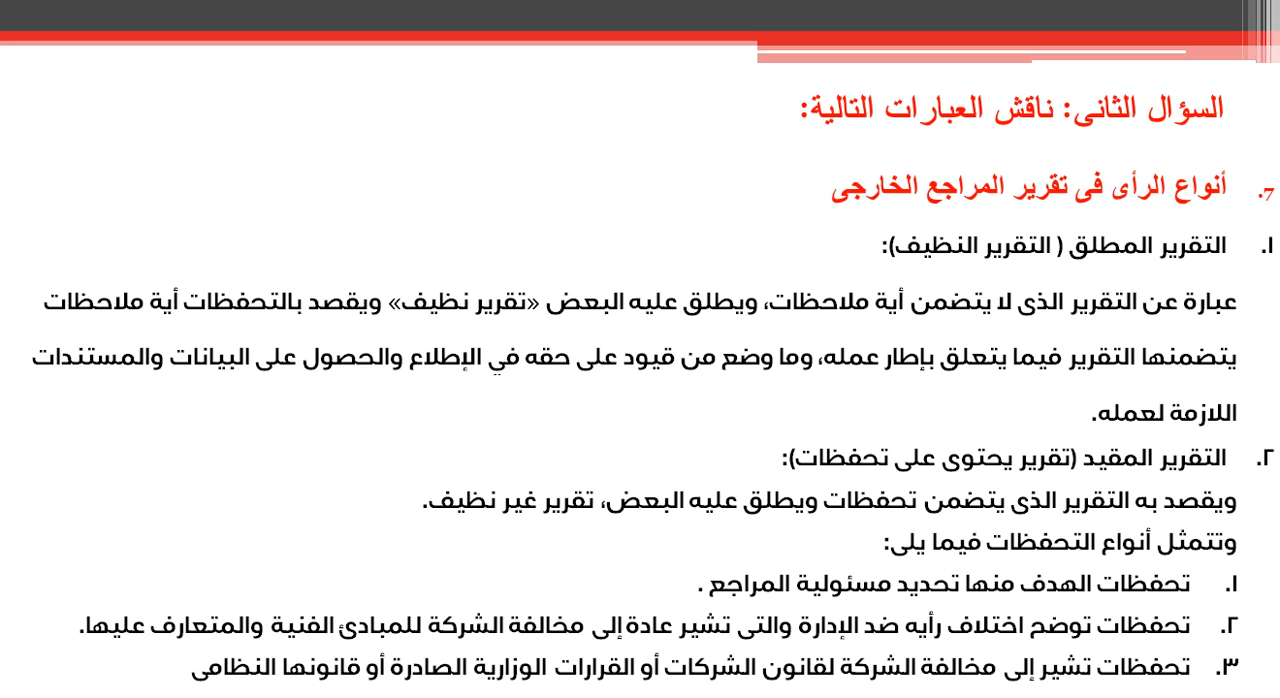 السؤال الثانى: ناقش العبارات التالية:
7. أنواع الرأى فى تقرير المراجع الخارجى
١. التقرير المطلق ( التقرير النظيف):
عبارة عن التقرير الذى لا يتضمن أية ملاحظات، ويطلق عليه البعض «تقرير نظيف» ويقصد بالتحفظات أية ملاحظات
يتضمنها التقرير فيما يتعلق بإطار عمله، وما وضع من قيود على حقه في الإطلاع والحصول على البيانات والمستندات
اللازمة لعمله.
٢. التقرير المقيد (تقرير يحتوى على تحفظات):
ويقصد به التقرير الذى يتضمن تحفظات ويطلق عليه البعض، تقرير غير نظيف.
وتتمثل أنواع التحفظات فيما يلى:
١. تحفظات الهدف منها تحديد مسئولية المراجع .
٢. تحفظات توضح اختلاف رأيه ضد الإدارة والتى تشير عادة إلى مخالفة الشركة للمبادئ الفنية والمتعارف عليها.
٣. تحفظات تشير إلى مخالفة الشركة لقانون الشركات أو القرارات الوزارية الصادرة أو قانونها النظامى